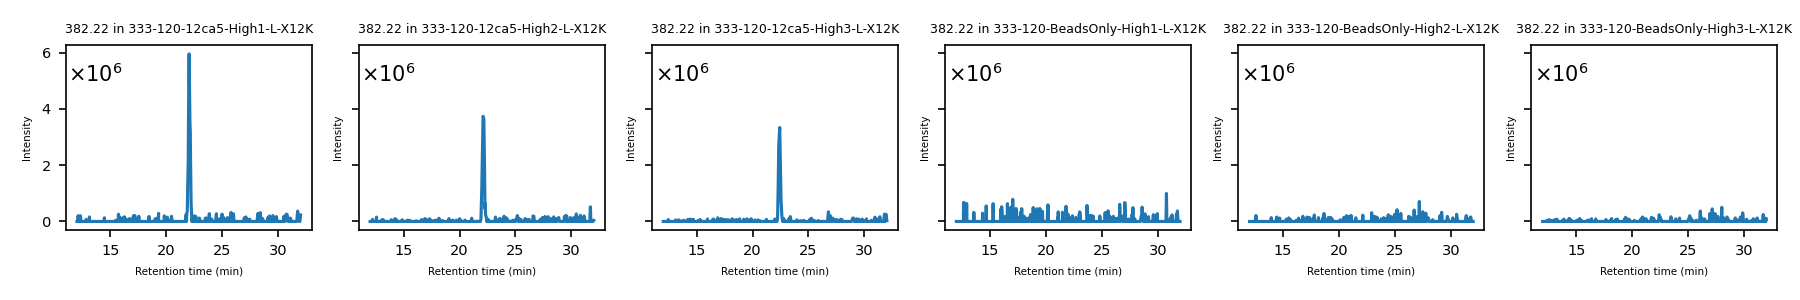 382.22 in 333-120-12ca5-High1-L-X12K
382.22 in 333-120-12ca5-High2-L-X12K
382.22 in 333-120-12ca5-High3-L-X12K
382.22 in 333-120-BeadsOnly-High1-L-X12K
382.22 in 333-120-BeadsOnly-High2-L-X12K
382.22 in 333-120-BeadsOnly-High3-L-X12K
×10⁶
×10⁶
×10⁶
×10⁶
×10⁶
×10⁶
6
4
2
0
Intensity
Intensity
Intensity
Intensity
Intensity
Intensity
15 20 25 30
15 20 25 30
15 20 25 30
15 20 25 30
15 20 25 30
15 20 25 30
Retention time (min)
Retention time (min)
Retention time (min)
Retention time (min)
Retention time (min)
Retention time (min)